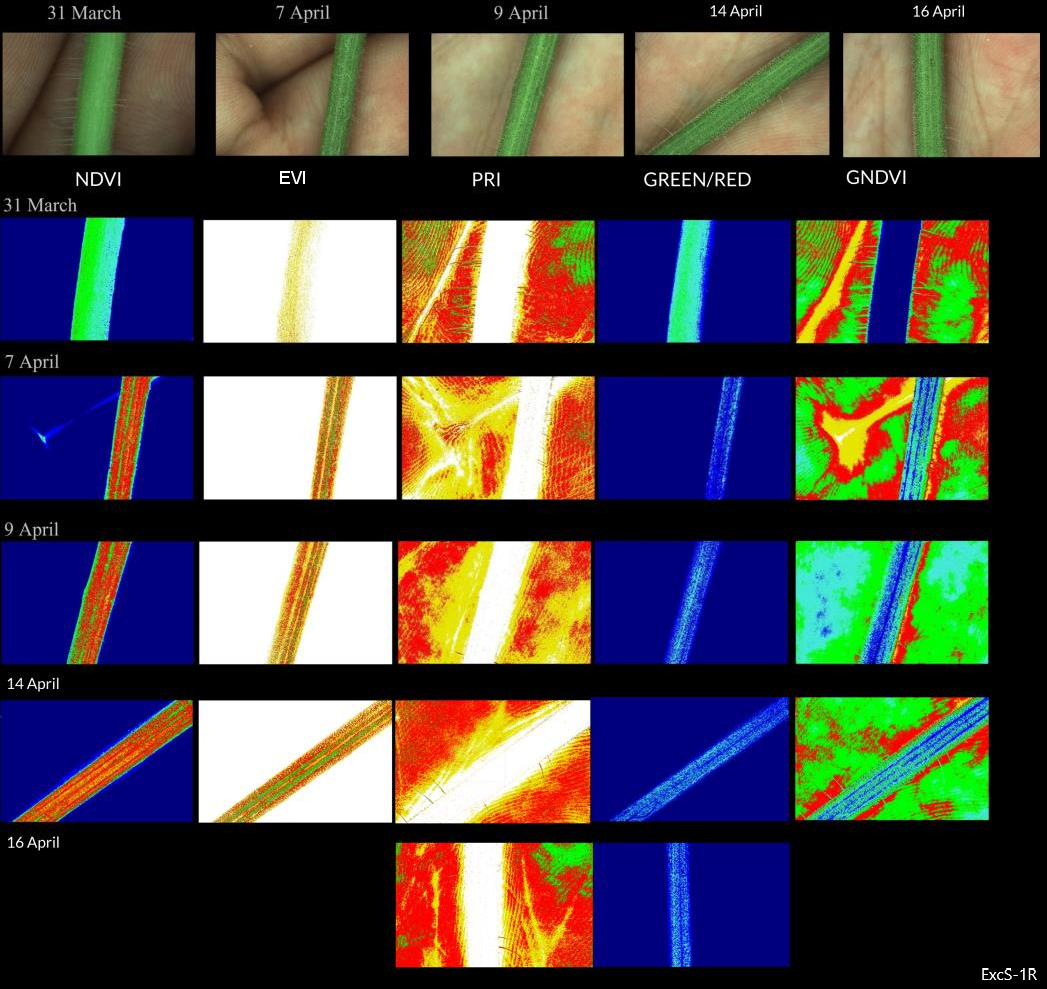 31 March 7 April 9 April 14 April 16 April
NDVI EVI PRI GREEN/RED GNDVI
31 March
7 April
9 April
14 April
16 April
ExcS-1R